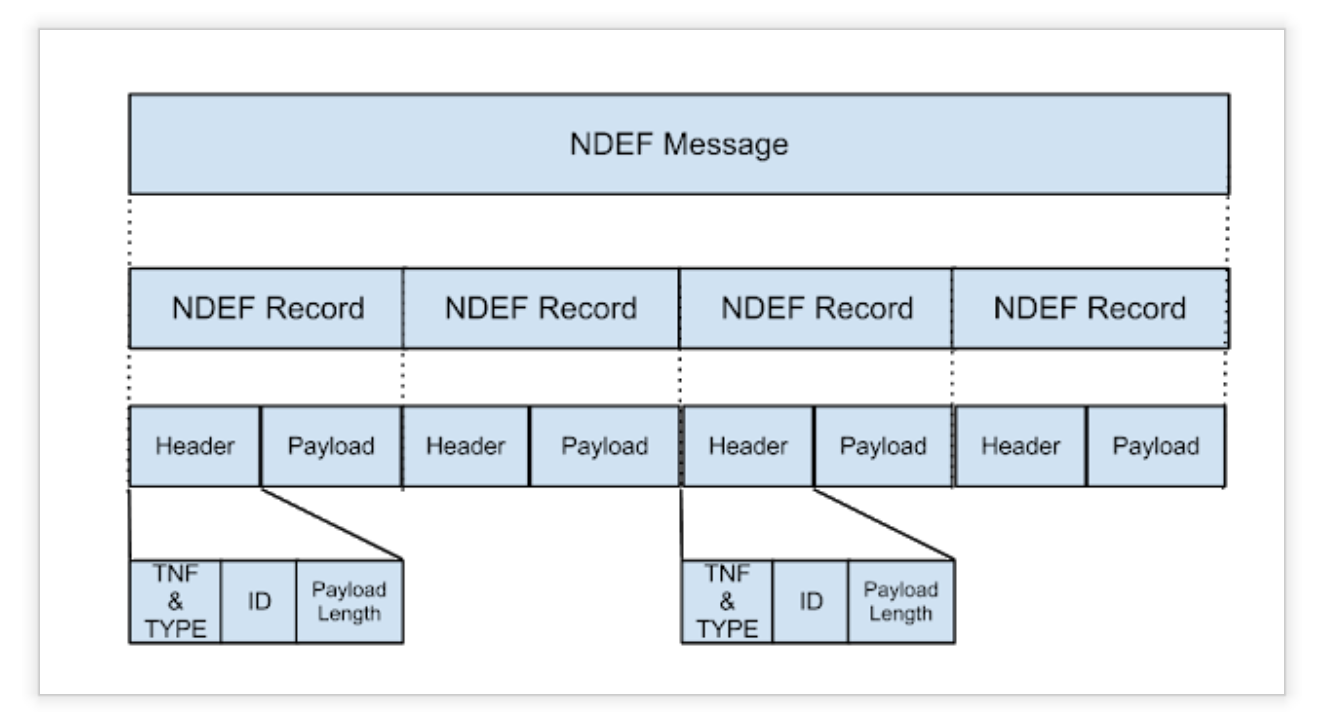 NDEF Message
NDEF Record NDEF Record NDEF Record NDEF Record
Header Payload Header Payload Header Payload Header Payload
TNF
&
TYPE
ID
Payload
Length
TNF
&
TYPE
ID
Payload
Length